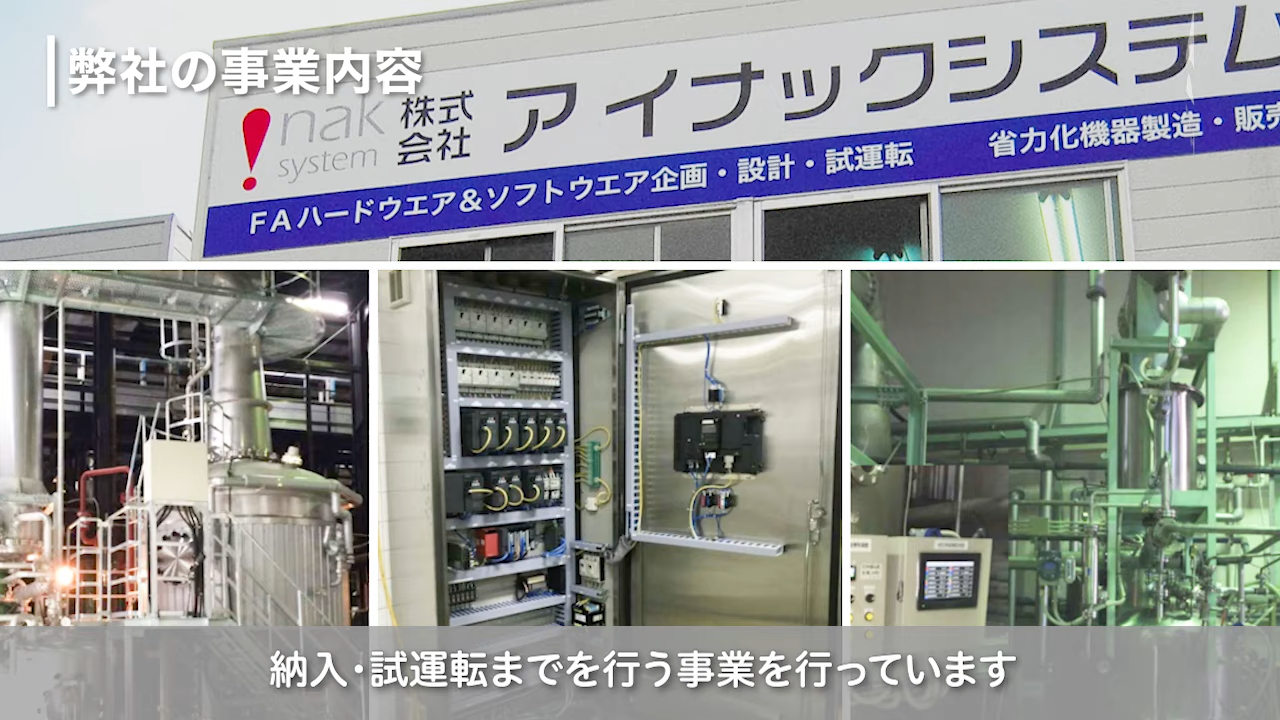 弊社の事業内容
nak
system
株式
会社
アイナックシステム
FAハードウエア&ソフトウエア企画・設計・試運転
省力化機器製造・販売
納入・試運転までを行う事業を行っています